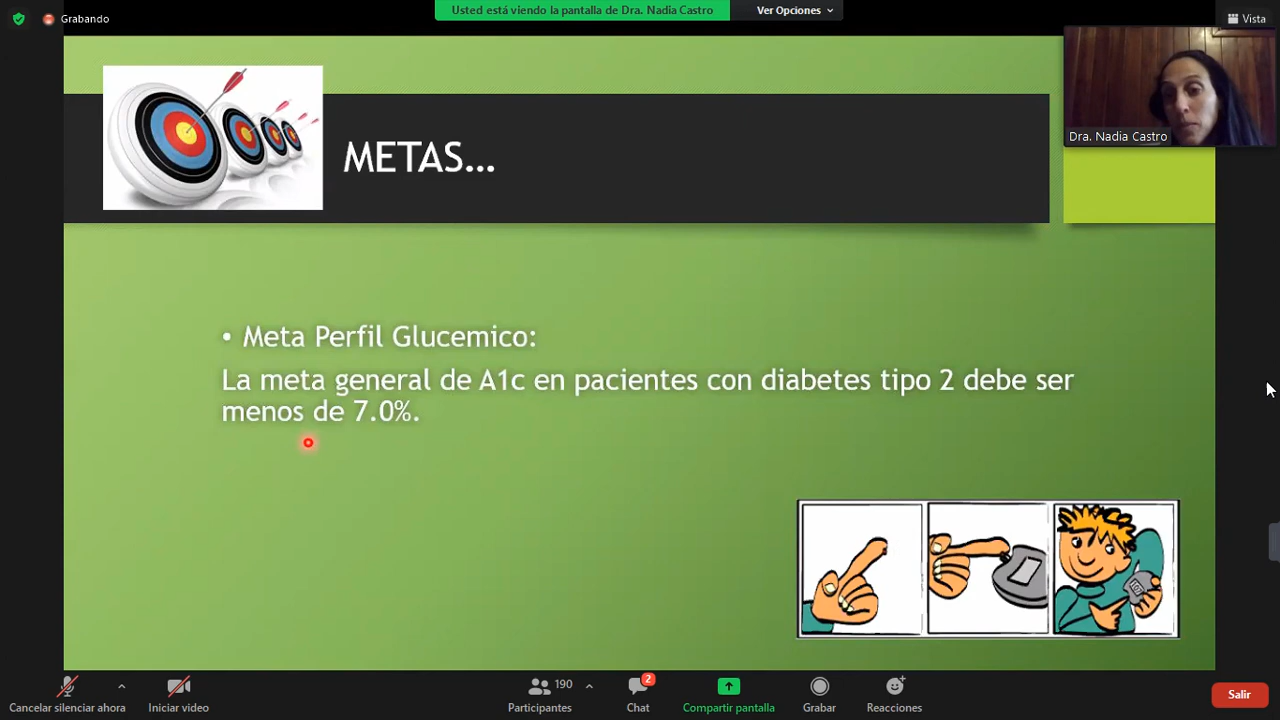 Grabando
Usted está viendo la pantalla de Dra. Nadia Castro
Ver Opciones
Vista
Dra. Nadia Castro
METAS...
• Meta Perfil Glucemico:
La meta general de A1c en pacientes con diabetes tipo 2 debe ser
menos de 7.0%.
Cancelar silenciar ahora
Iniciar video
190
Participantes
2
Chat
Compartir pantalla
Grabar
Reacciones
Salir